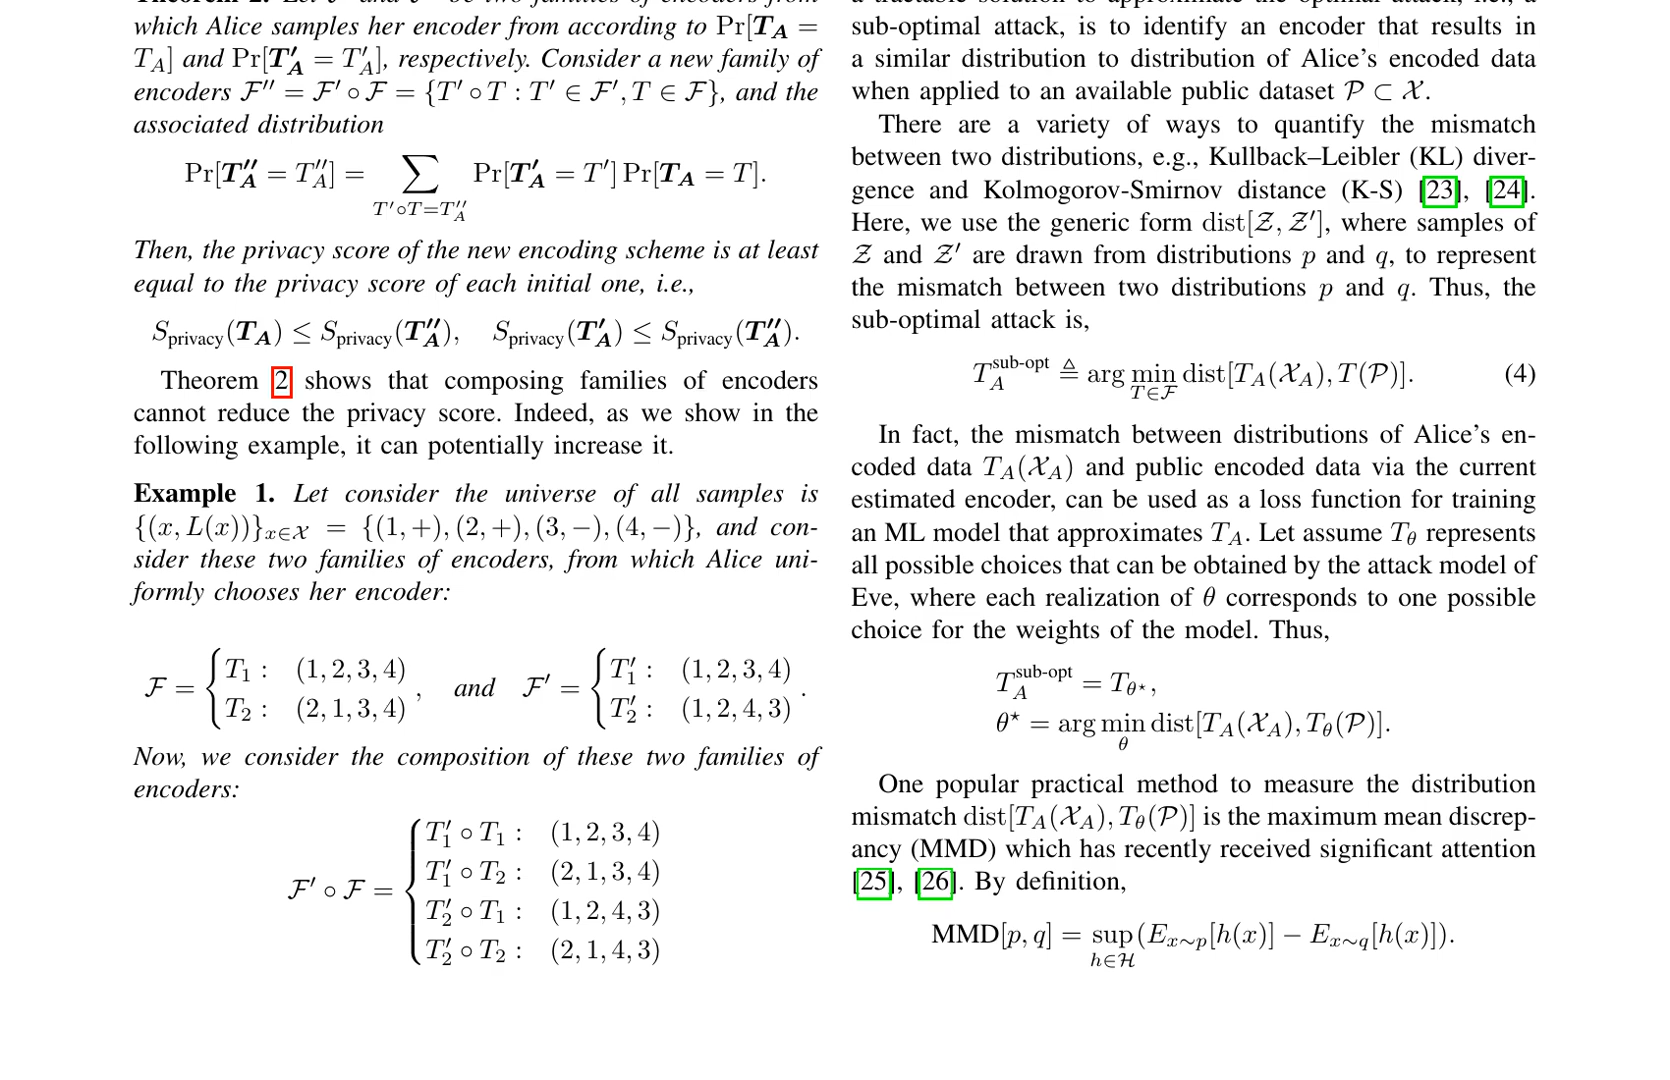 which Alice samples her encoder from according to Pr[T_A =
T_A] and Pr[T′_A = T′_A], respectively. Consider a new family of
encoders F″ = F′ ∘ F = {T′ ∘ T : T′ ∈ F′, T ∈ F}, and the
associated distribution
Pr[T″_A = T″_A] = ∑_{T′∘T=T″_A} Pr[T′_A = T′] Pr[T_A = T].
Then, the privacy score of the new encoding scheme is at least
equal to the privacy score of each initial one, i.e.,
S_privacy(T_A) ≤ S_privacy(T″_A), S_privacy(T′_A) ≤ S_privacy(T″_A).
Theorem 2 shows that composing families of encoders
cannot reduce the privacy score. Indeed, as we show in the
following example, it can potentially increase it.
Example 1. Let consider the universe of all samples is
{(x, L(x))}_{x∈X} = {(1, +), (2, +), (3, −), (4, −)}, and con-
sider these two families of encoders, from which Alice uni-
formly chooses her encoder:
F = { T_1 : (1, 2, 3, 4)
T_2 : (2, 1, 3, 4) , and F′ = { T′_1 : (1, 2, 3, 4)
T′_2 : (1, 2, 4, 3) .
Now, we consider the composition of these two families of
encoders:
F′ ∘ F = { T′_1 ∘ T_1 : (1, 2, 3, 4)
T′_1 ∘ T_2 : (2, 1, 3, 4)
T′_2 ∘ T_1 : (1, 2, 4, 3)
T′_2 ∘ T_2 : (2, 1, 4, 3)
sub-optimal attack, is to identify an encoder that results in
a similar distribution to distribution of Alice's encoded data
when applied to an available public dataset P ⊂ X.
There are a variety of ways to quantify the mismatch
between two distributions, e.g., Kullback–Leibler (KL) diver-
gence and Kolmogorov-Smirnov distance (K-S) [23], [24].
Here, we use the generic form dist[Z, Z′], where samples of
Z and Z′ are drawn from distributions p and q, to represent
the mismatch between two distributions p and q. Thus, the
sub-optimal attack is,
T_A^{sub-opt} ≜ arg min_{T∈F} dist[T_A(X_A), T(P)]. (4)
In fact, the mismatch between distributions of Alice's en-
coded data T_A(X_A) and public encoded data via the current
estimated encoder, can be used as a loss function for training
an ML model that approximates T_A. Let assume T_θ represents
all possible choices that can be obtained by the attack model of
Eve, where each realization of θ corresponds to one possible
choice for the weights of the model. Thus,
T_A^{sub-opt} = T_{θ⋆},
θ⋆ = arg min_θ dist[T_A(X_A), T_θ(P)].
One popular practical method to measure the distribution
mismatch dist[T_A(X_A), T_θ(P)] is the maximum mean discrep-
ancy (MMD) which has recently received significant attention
[25], [26]. By definition,
MMD[p, q] = sup_{h∈H} (E_{x∼p}[h(x)] − E_{x∼q}[h(x)]).